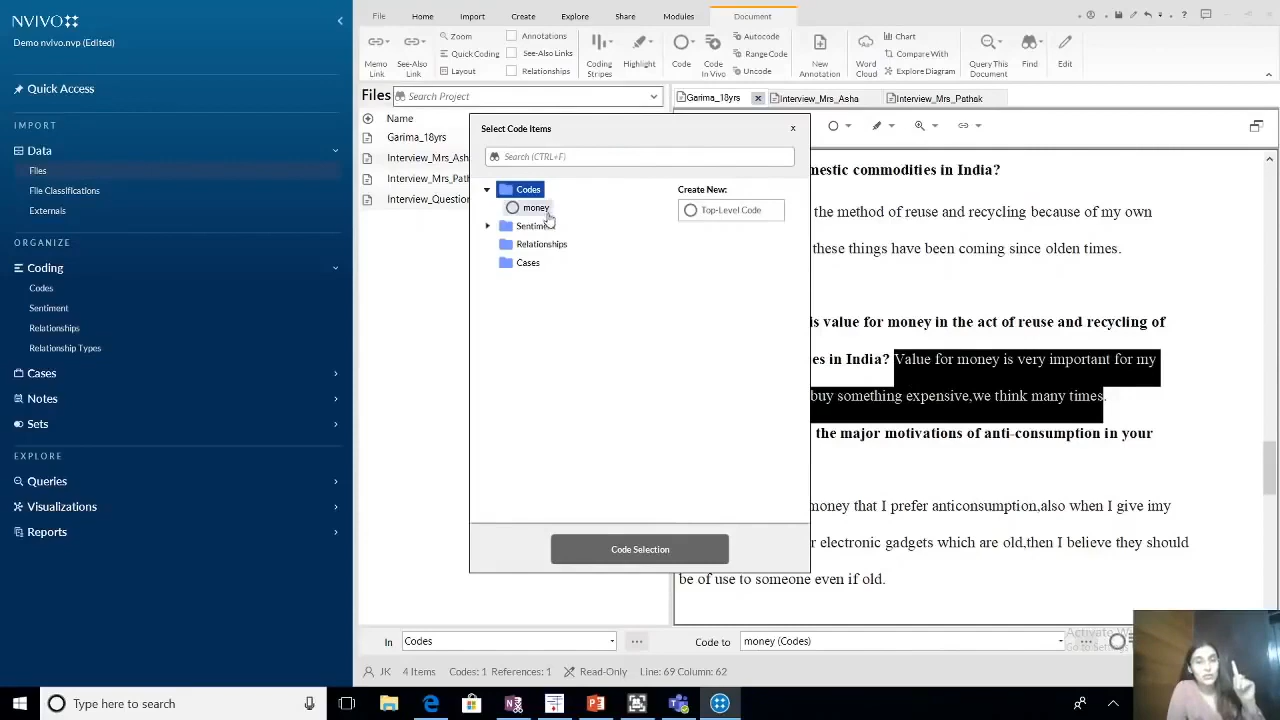 NVIVO
Demo nvivo.nvp (Edited)
File Home Import Create Explore Share Modules Document
Memo Link
See-Also Link
Zoom
Quick Coding
Layout
Annotations
See-Also Links
Relationships
Coding Stripes
Highlight
Code
Code In Vivo
Autocode
Range Code
Uncode
New Annotation
Word Cloud
Chart
Compare With
Explore Diagram
Query This Document
Find
Edit
Quick Access
IMPORT
Data
Files
File Classifications
Externals
ORGANIZE
Coding
Codes
Sentiment
Relationships
Relationship Types
Cases
Notes
Sets
EXPLORE
Queries
Visualizations
Reports
Files
Search Project
Name
Garima_18yrs
Interview_Mrs_Ash
Interview_Mrs_Pat
Interview_Question
Garima_18yrs x Interview_Mrs_Asha Interview_Mrs_Pathak
Select Code Items
x
Search (CTRL+F)
Codes
money
Sentime
Relationships
Cases
Create New:
Top-Level Code
Code Selection
mestic commodities in India?
the method of reuse and recycling because of my own
these things have been coming since olden times.
is value for money in the act of reuse and recycling of
es in India? Value for money is very important for my
buy something expensive,we think many times.
the major motivations of anti-consumption in your
money that I prefer anticonsumption,also when I give imy
r electronic gadgets which are old,then I believe they should
be of use to someone even if old.
In Codes ... Code to money (Codes) ...
Activate Wi
Go to Settings
JK 4 Items Codes: 1 References: 1 Read-Only Line: 69 Column: 62
Type here to search